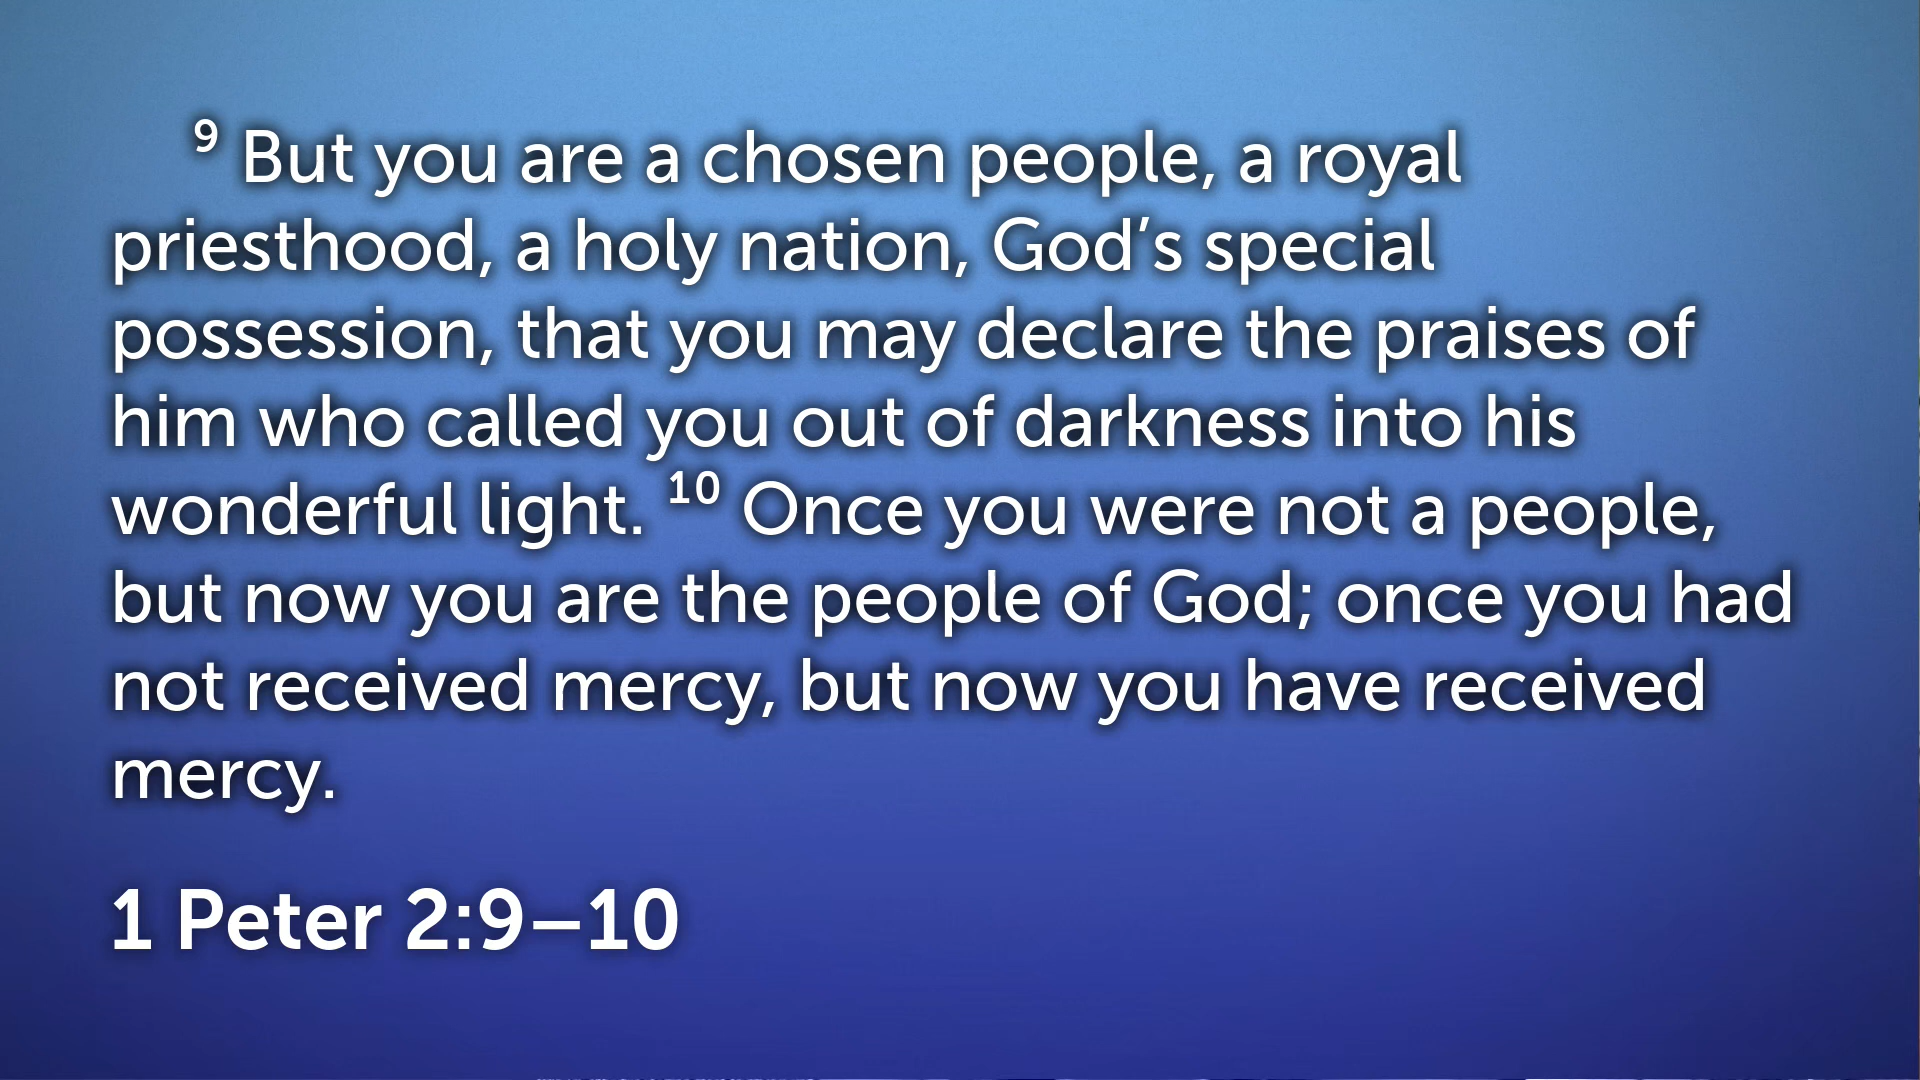 9 But you are a chosen people, a royal
priesthood, a holy nation, God’s special
possession, that you may declare the praises of
him who called you out of darkness into his
wonderful light. 10 Once you were not a people,
but now you are the people of God; once you had
not received mercy, but now you have received
mercy.
1 Peter 2:9–10